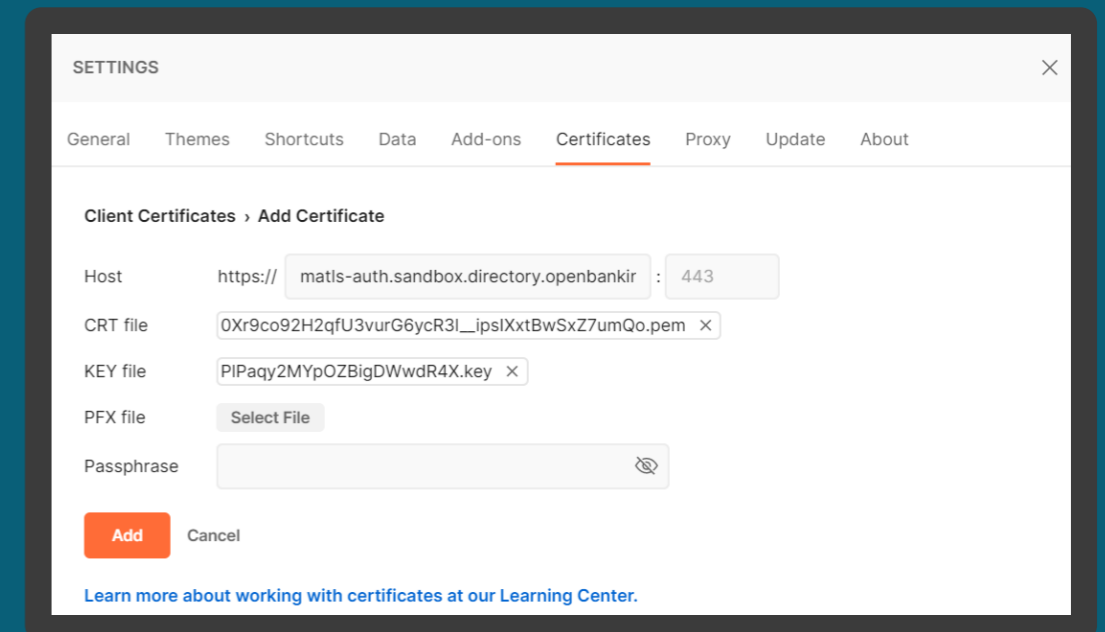 SETTINGS
General Themes Shortcuts Data Add-ons Certificates Proxy Update About
Client Certificates › Add Certificate
Host https:// matls-auth.sandbox.directory.openbankir : 443
CRT file 0Xr9co92H2qfU3vurG6ycR3l__ipslXxtBwSxZ7umQo.pem ×
KEY file PlPaqy2MYpOZBigDWwdR4X.key ×
PFX file Select File
Passphrase
Add Cancel
Learn more about working with certificates at our Learning Center.